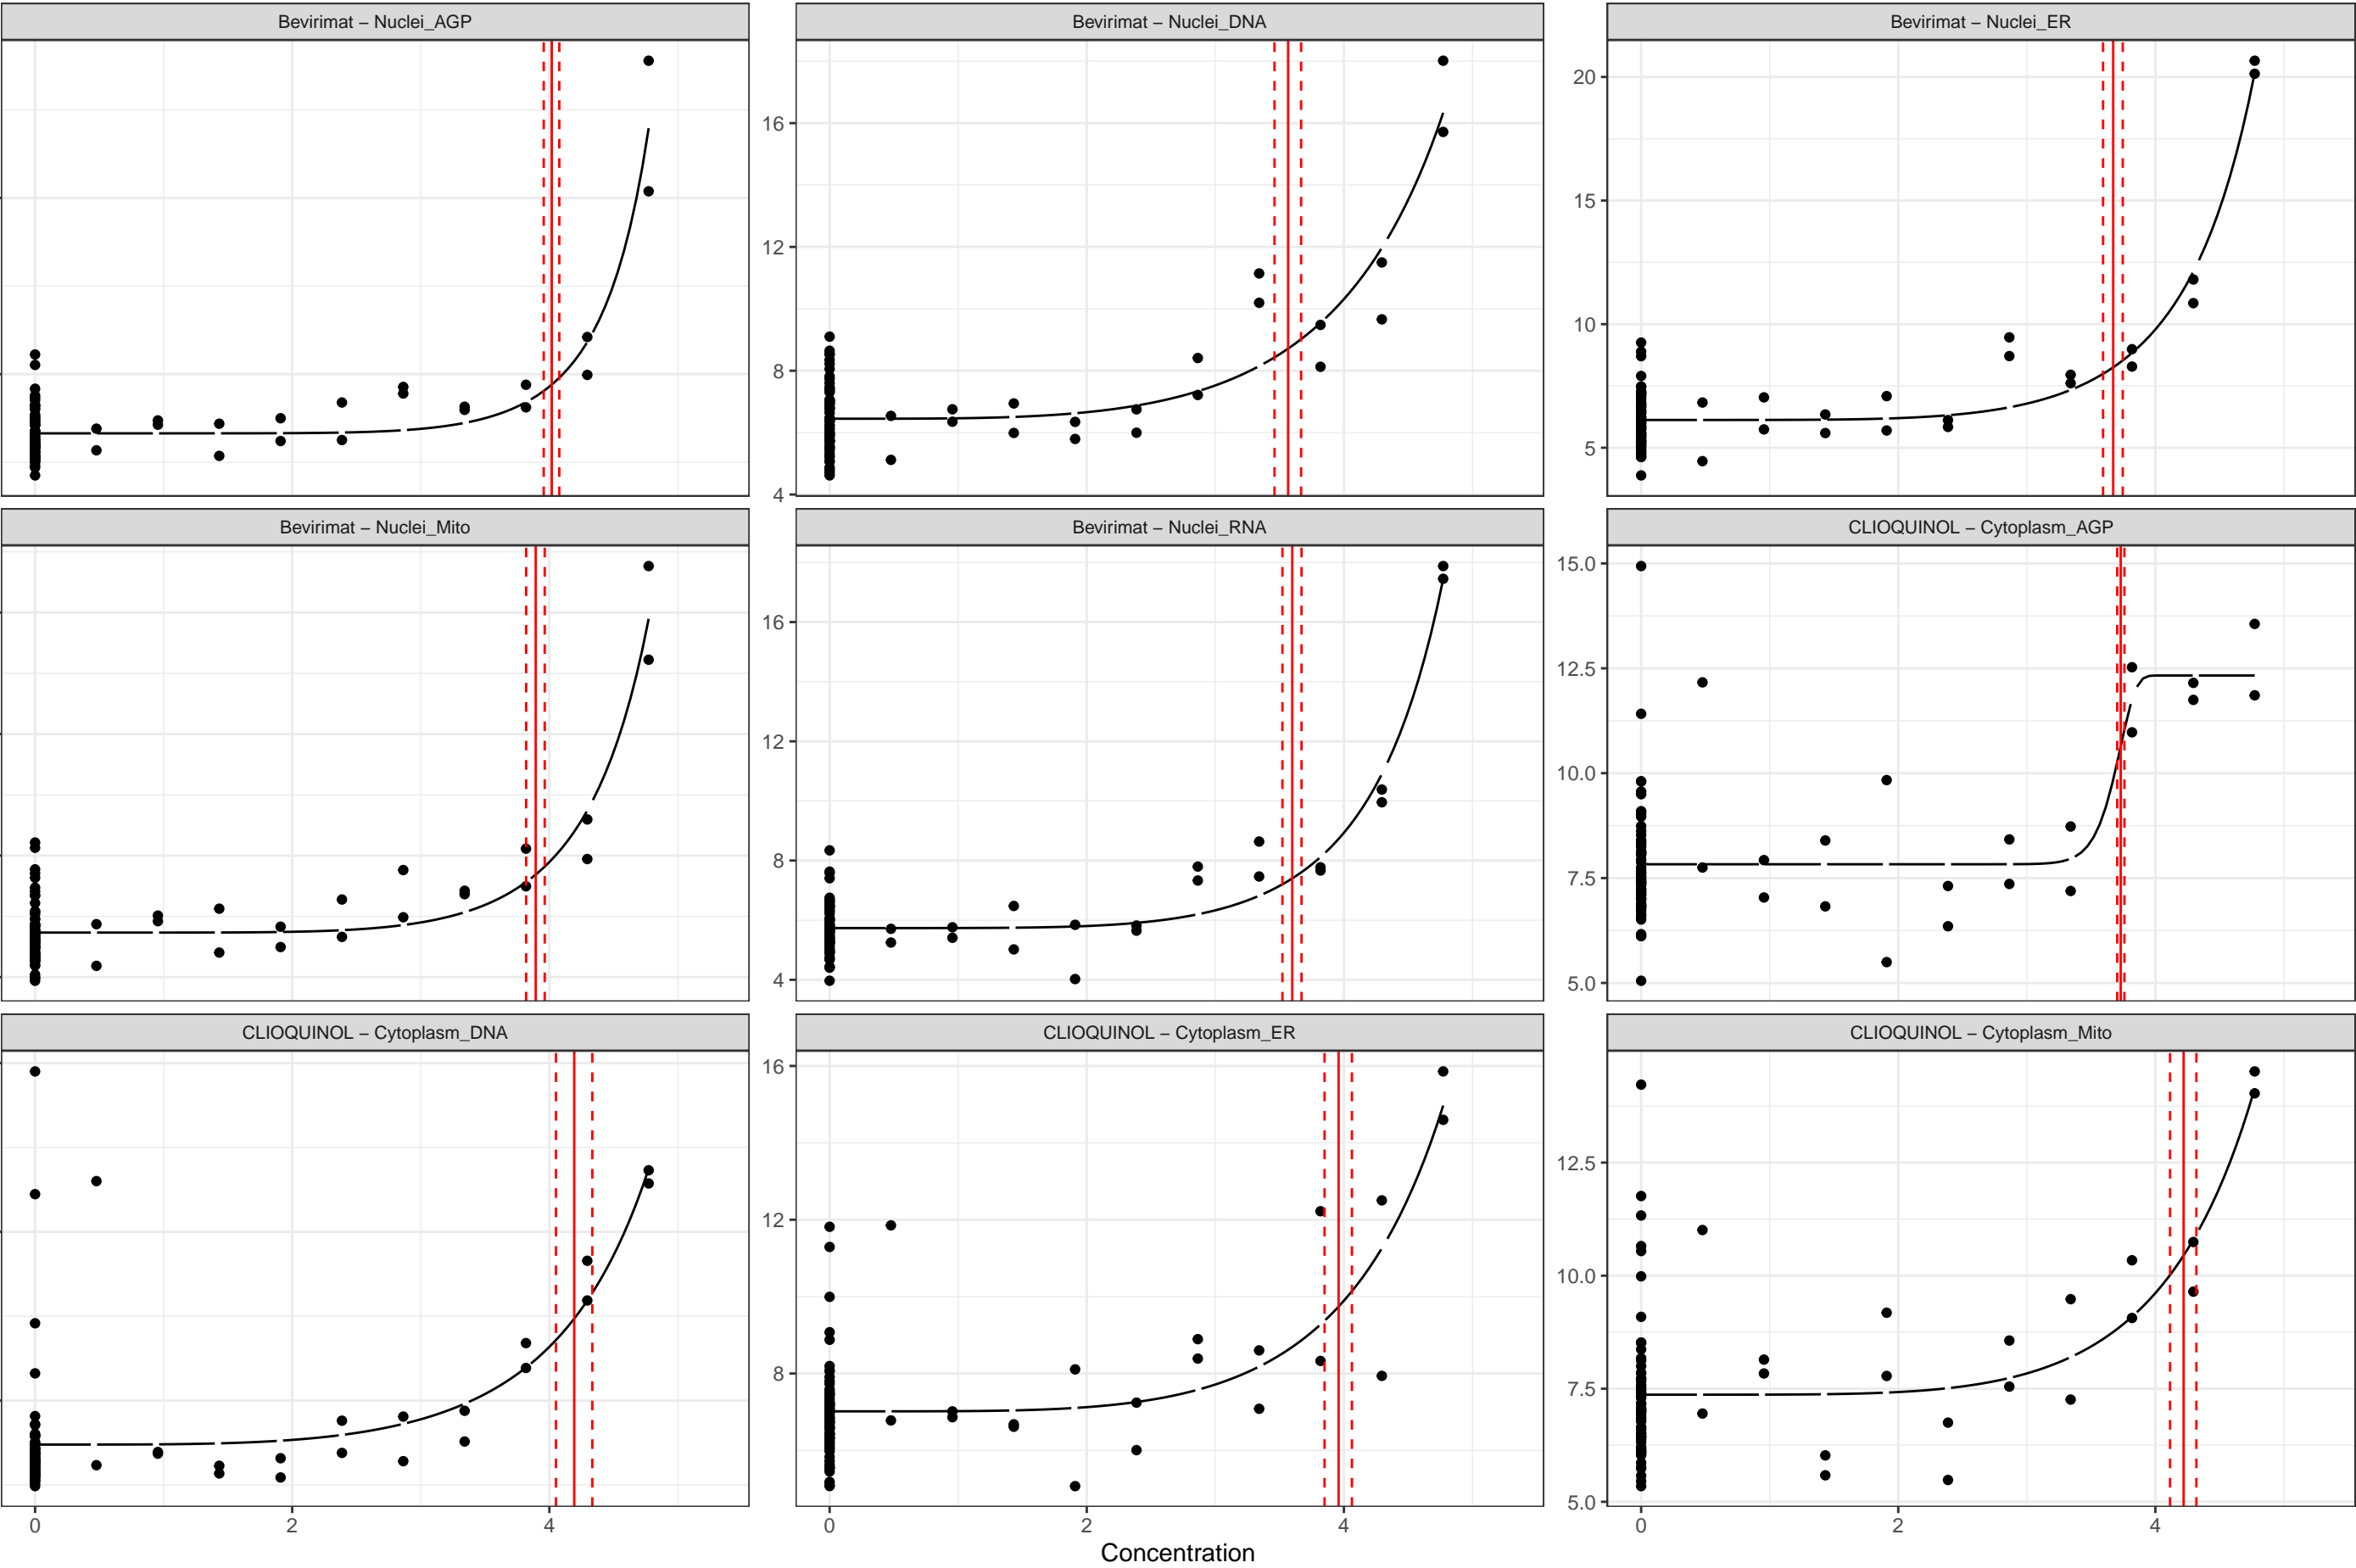 Bevirimat − Nuclei_AGP
Bevirimat − Nuclei_DNA
Bevirimat − Nuclei_ER
16
12
8
4
20
15
10
5
Bevirimat − Nuclei_Mito
Bevirimat − Nuclei_RNA
CLIOQUINOL − Cytoplasm_AGP
16
12
8
4
15.0
12.5
10.0
7.5
5.0
CLIOQUINOL − Cytoplasm_DNA
CLIOQUINOL − Cytoplasm_ER
CLIOQUINOL − Cytoplasm_Mito
16
12
8
12.5
10.0
7.5
5.0
0 2 4
0 2 4
0 2 4
Concentration